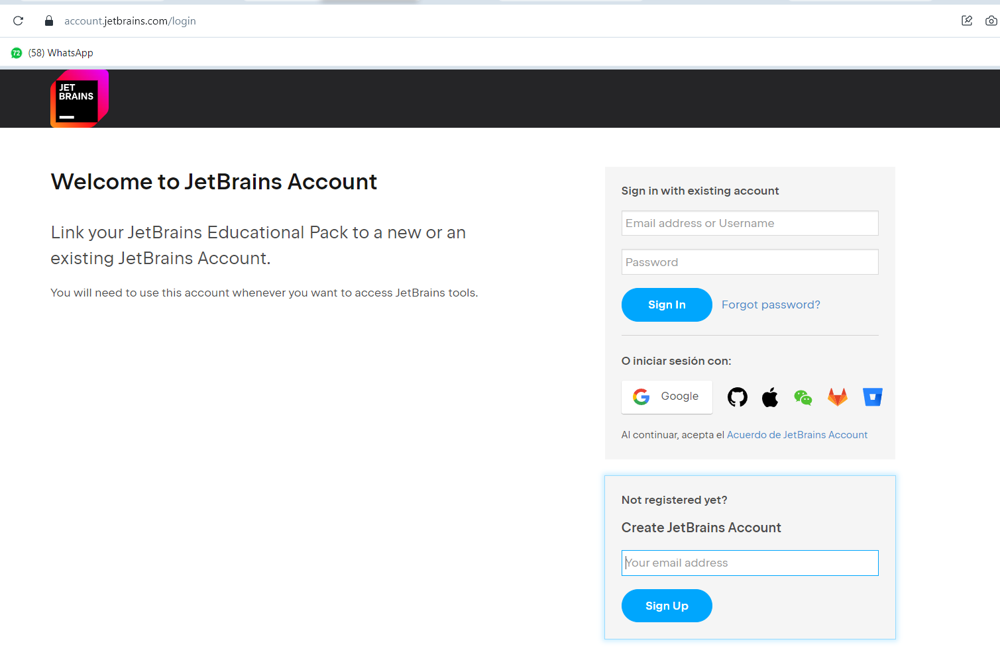 account.jetbrains.com/login
72 (58) WhatsApp
JET
BRAINS
Welcome to JetBrains Account
Link your JetBrains Educational Pack to a new or an
existing JetBrains Account.
You will need to use this account whenever you want to access JetBrains tools.
Sign in with existing account
Email address or Username
Password
Sign In Forgot password?
O iniciar sesión con:
Google
Al continuar, acepta el Acuerdo de JetBrains Account
Not registered yet?
Create JetBrains Account
Your email address
Sign Up